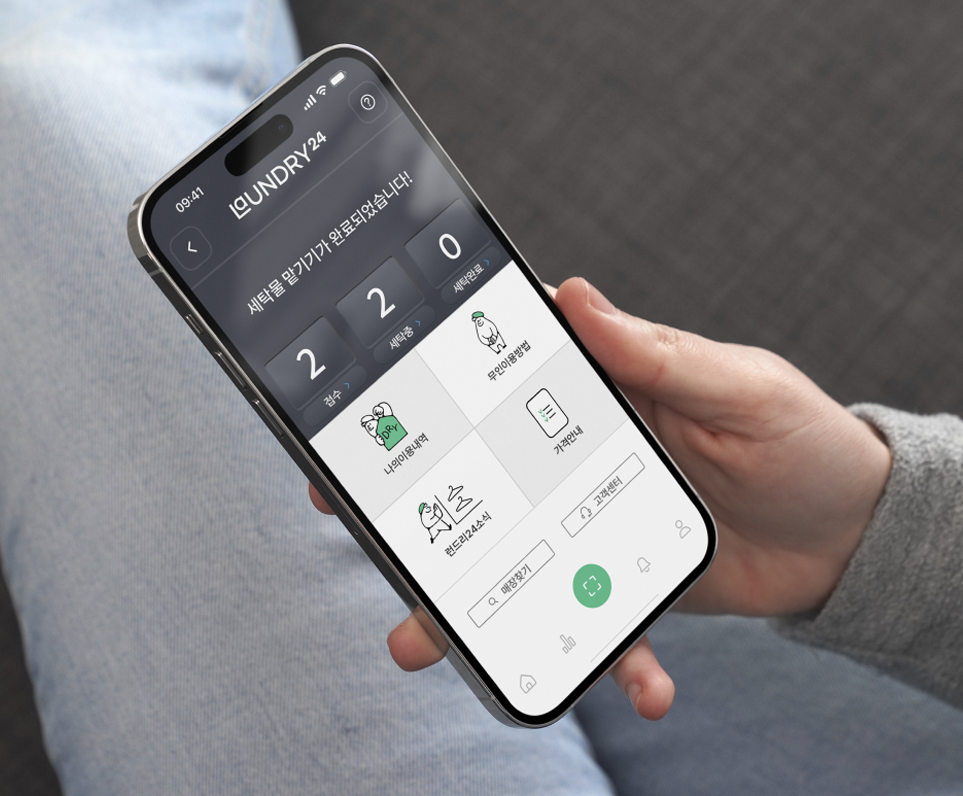 09:41
LaUNDRY24
세탁물 맡기기가 완료되었습니다!
2 2 0
접수 세탁중 세탁완료
나의이용내역 무인이용방법
DRY
런드리24소식 가격안내
매장찾기 고객센터